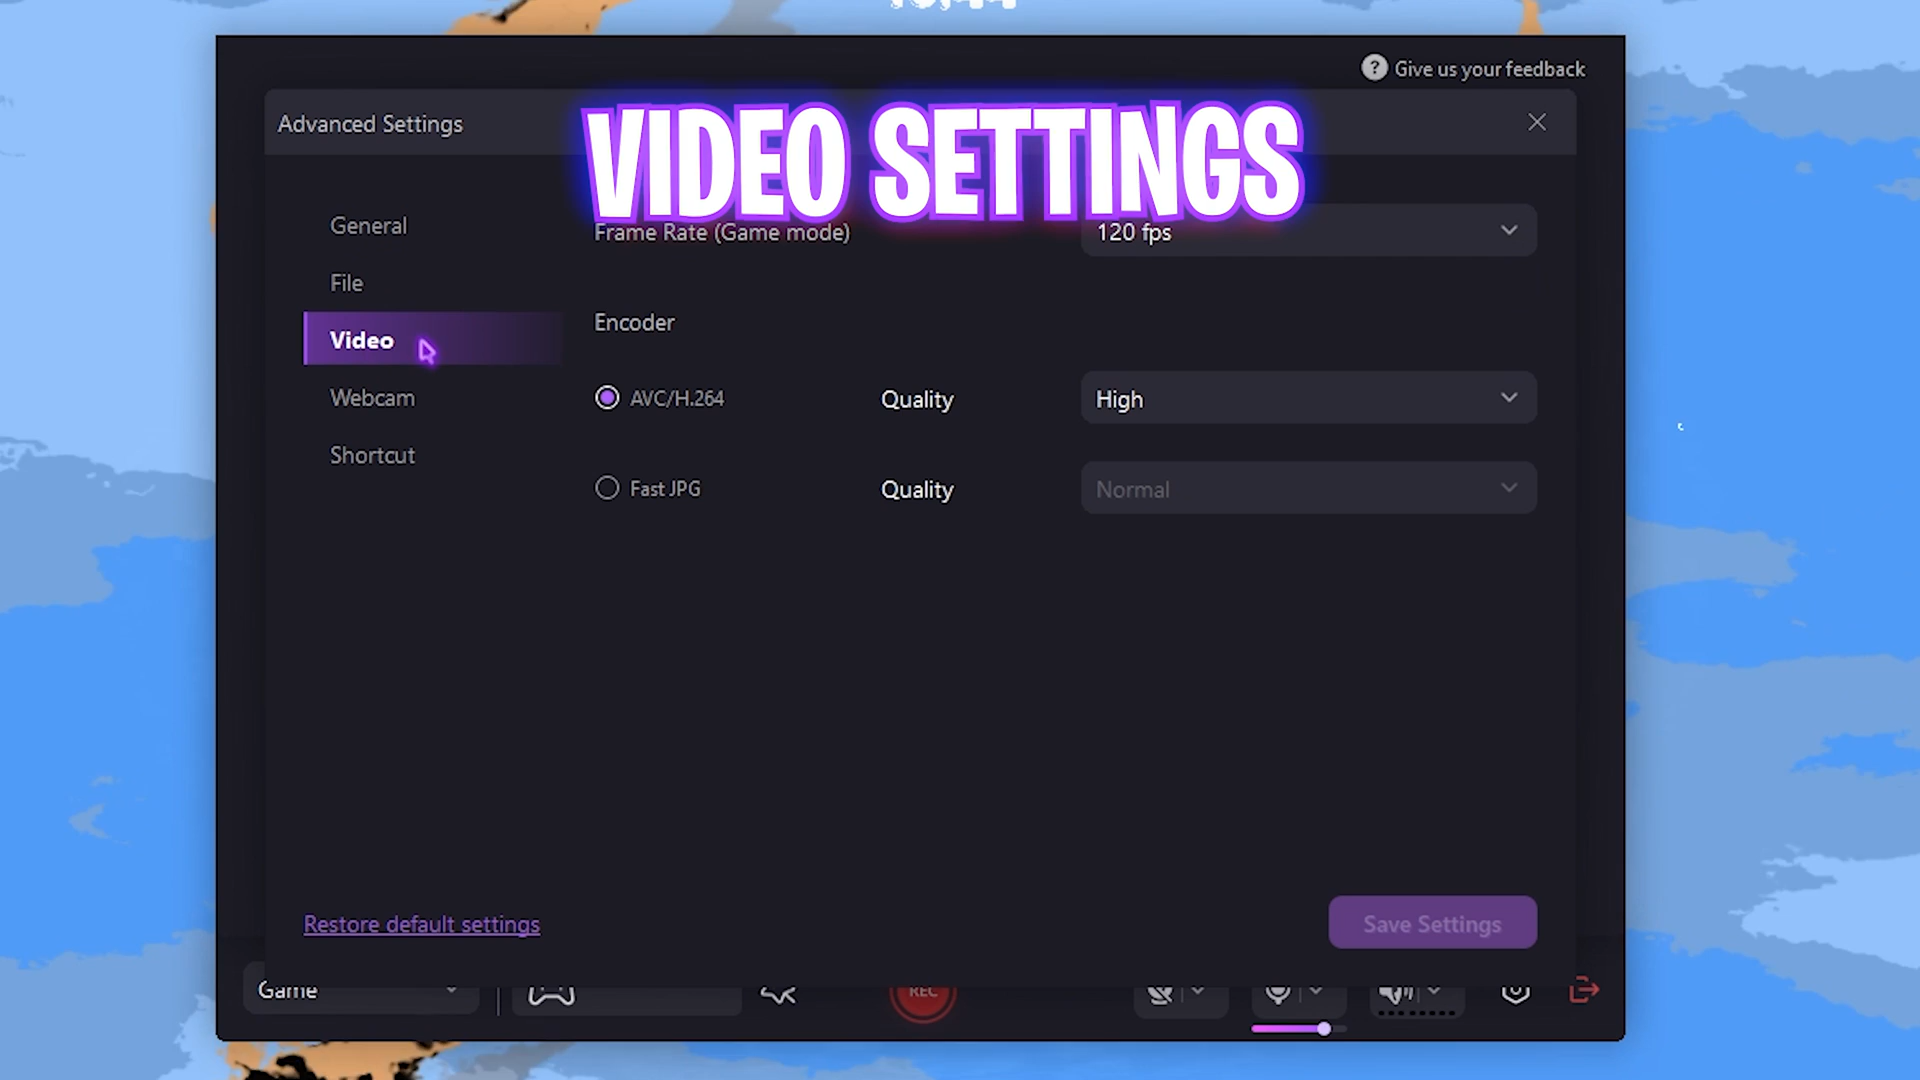 Give us your feedback
Advanced Settings
VIDEO SETTINGS
General
Frame Rate (Game mode)
120 fps
File
Encoder
Video
Webcam
AVC/H.264
Quality
High
Shortcut
Fast JPG
Quality
Normal
Restore default settings
Save Settings
Game
REC